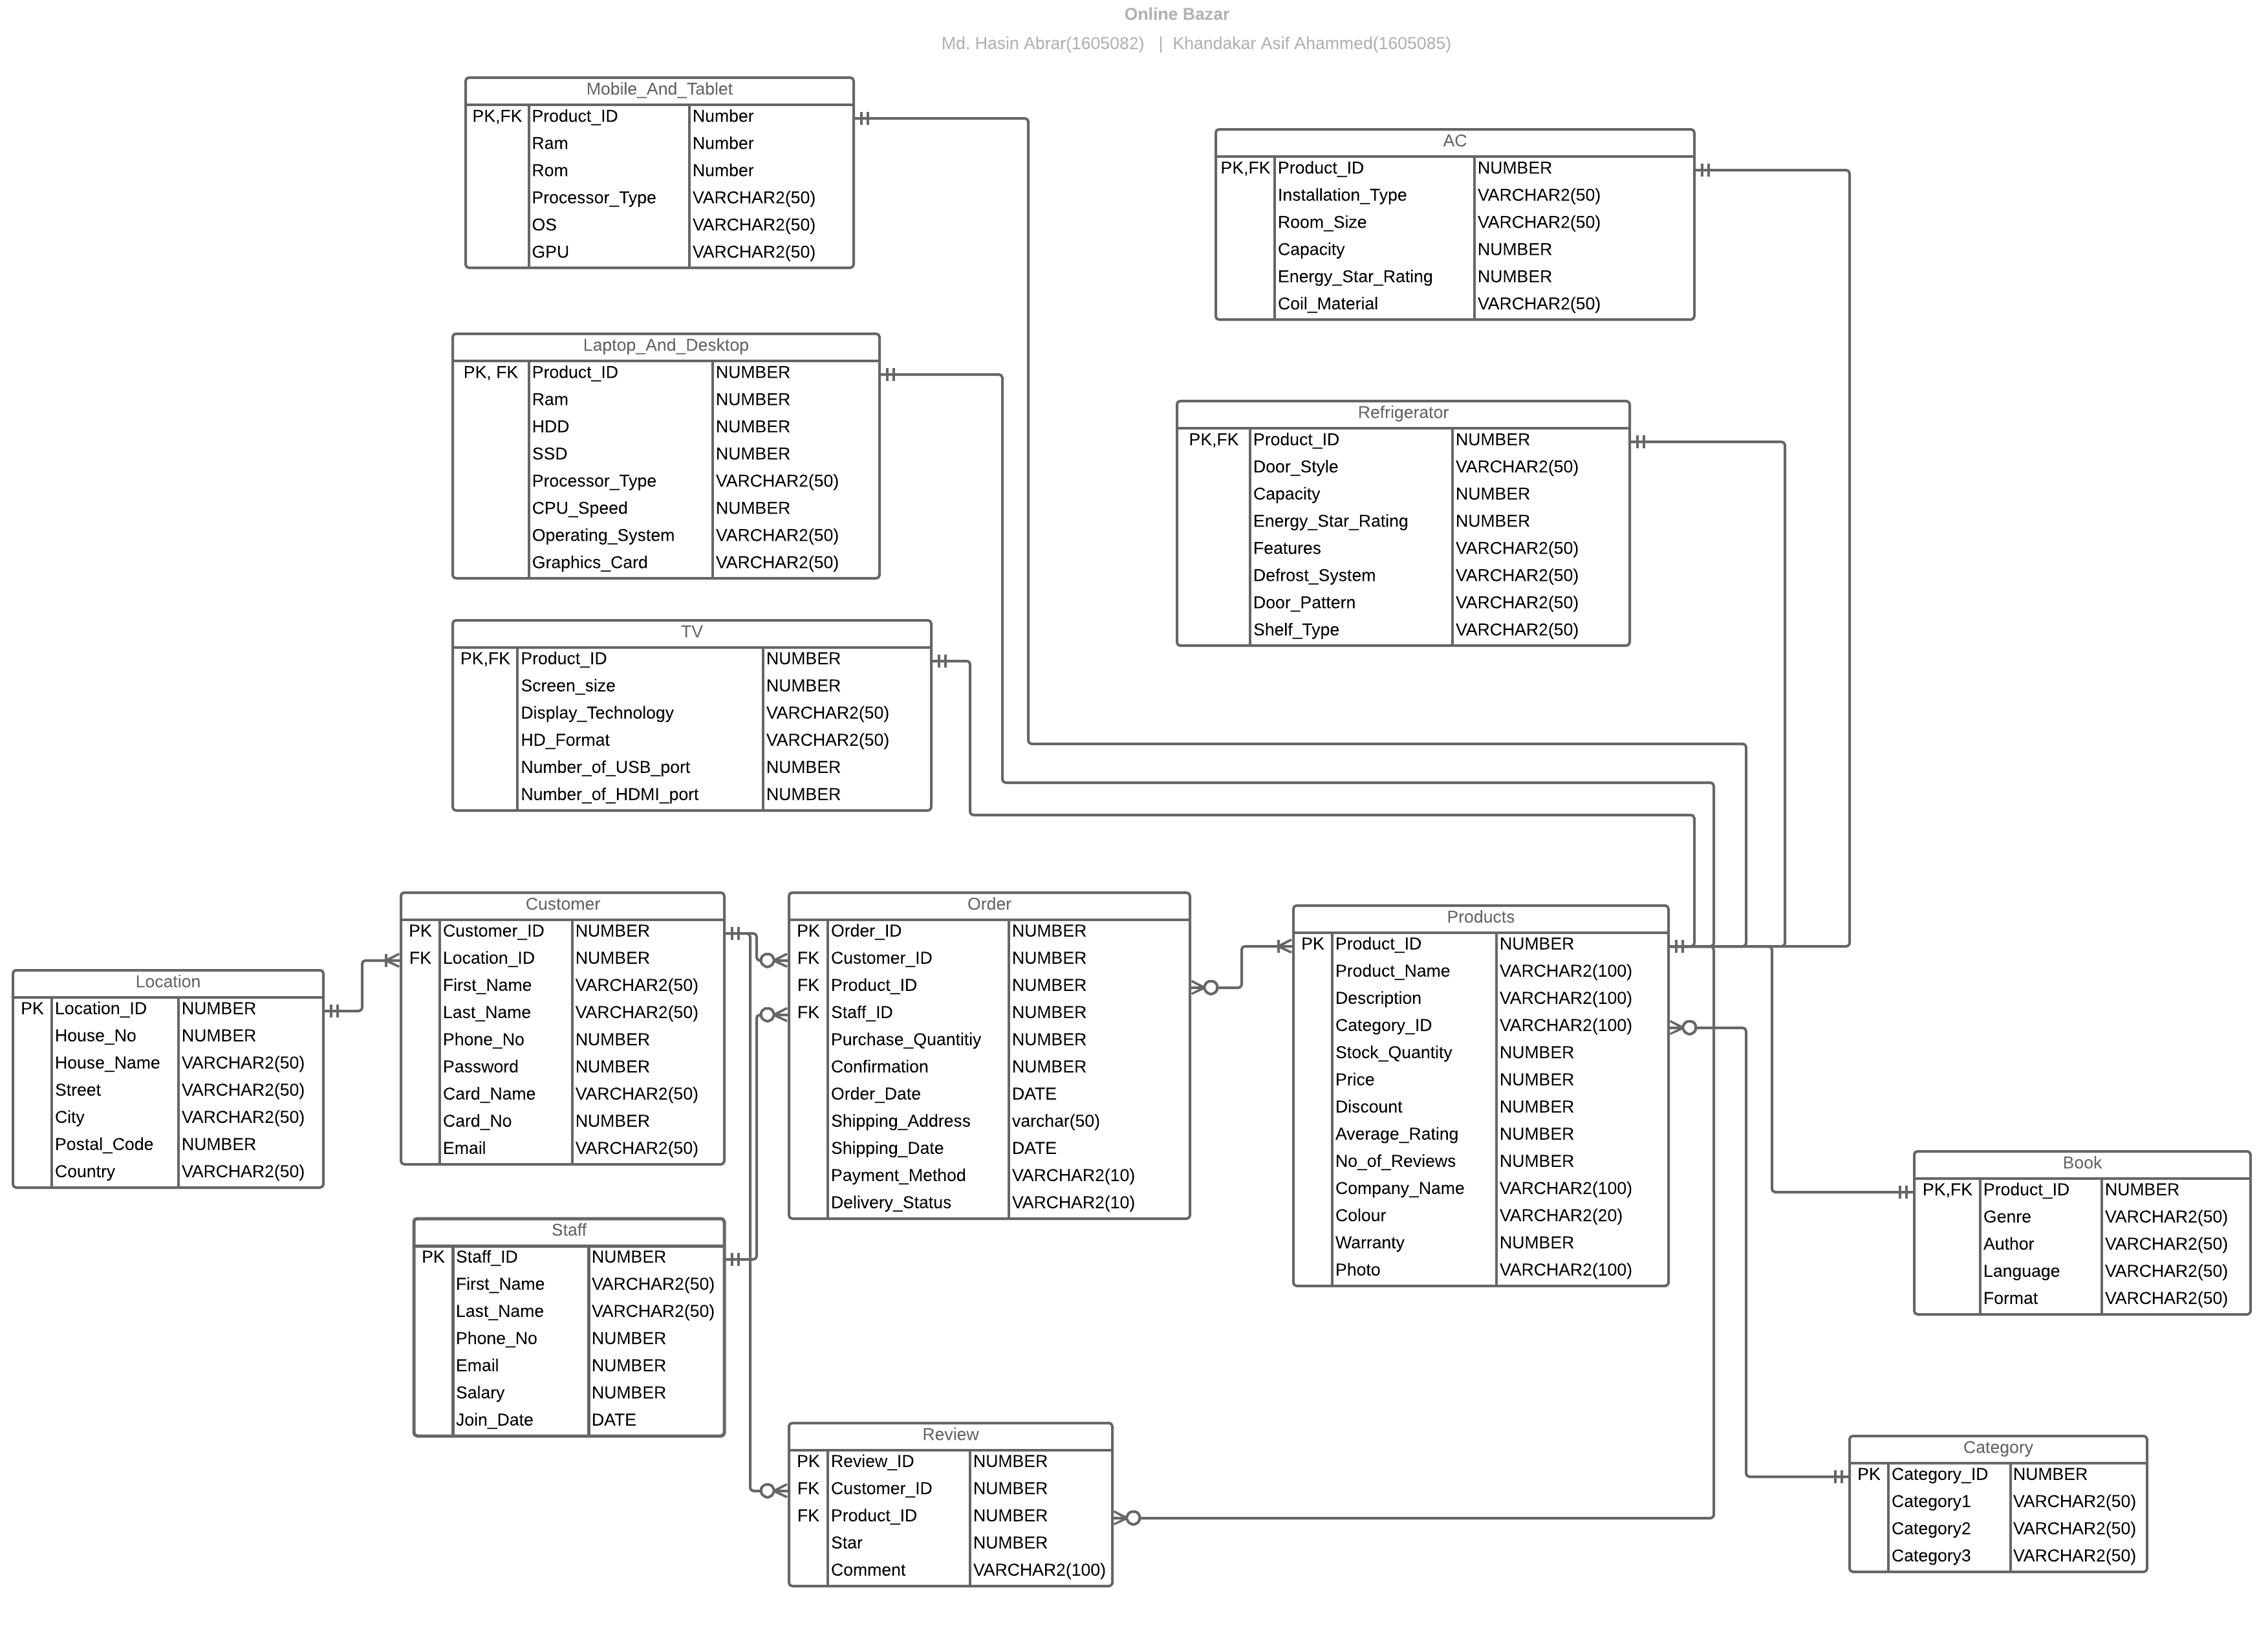 Online Bazar
Md. Hasin Abrar(1605082) | Khandakar Asif Ahammed(1605085)
Mobile_And_Tablet
PK,FK Product_ID Number
Ram Number
Rom Number
Processor_Type VARCHAR2(50)
OS VARCHAR2(50)
GPU VARCHAR2(50)
AC
PK,FK Product_ID NUMBER
Installation_Type VARCHAR2(50)
Room_Size VARCHAR2(50)
Capacity NUMBER
Energy_Star_Rating NUMBER
Coil_Material VARCHAR2(50)
Laptop_And_Desktop
PK, FK Product_ID NUMBER
Ram NUMBER
HDD NUMBER
SSD NUMBER
Processor_Type VARCHAR2(50)
CPU_Speed NUMBER
Operating_System VARCHAR2(50)
Graphics_Card VARCHAR2(50)
Refrigerator
PK,FK Product_ID NUMBER
Door_Style VARCHAR2(50)
Capacity NUMBER
Energy_Star_Rating NUMBER
Features VARCHAR2(50)
Defrost_System VARCHAR2(50)
Door_Pattern VARCHAR2(50)
Shelf_Type VARCHAR2(50)
TV
PK,FK Product_ID NUMBER
Screen_size NUMBER
Display_Technology VARCHAR2(50)
HD_Format VARCHAR2(50)
Number_of_USB_port NUMBER
Number_of_HDMI_port NUMBER
Location
PK Location_ID NUMBER
House_No NUMBER
House_Name VARCHAR2(50)
Street VARCHAR2(50)
City VARCHAR2(50)
Postal_Code NUMBER
Country VARCHAR2(50)
Customer
PK Customer_ID NUMBER
FK Location_ID NUMBER
First_Name VARCHAR2(50)
Last_Name VARCHAR2(50)
Phone_No NUMBER
Password NUMBER
Card_Name VARCHAR2(50)
Card_No NUMBER
Email VARCHAR2(50)
Order
PK Order_ID NUMBER
FK Customer_ID NUMBER
FK Product_ID NUMBER
FK Staff_ID NUMBER
Purchase_Quantitiy NUMBER
Confirmation NUMBER
Order_Date DATE
Shipping_Address varchar(50)
Shipping_Date DATE
Payment_Method VARCHAR2(10)
Delivery_Status VARCHAR2(10)
Products
PK Product_ID NUMBER
Product_Name VARCHAR2(100)
Description VARCHAR2(100)
Category_ID VARCHAR2(100)
Stock_Quantity NUMBER
Price NUMBER
Discount NUMBER
Average_Rating NUMBER
No_of_Reviews NUMBER
Company_Name VARCHAR2(100)
Colour VARCHAR2(20)
Warranty NUMBER
Photo VARCHAR2(100)
Book
PK,FK Product_ID NUMBER
Genre VARCHAR2(50)
Author VARCHAR2(50)
Language VARCHAR2(50)
Format VARCHAR2(50)
Staff
PK Staff_ID NUMBER
First_Name VARCHAR2(50)
Last_Name VARCHAR2(50)
Phone_No NUMBER
Email NUMBER
Salary NUMBER
Join_Date DATE
Review
PK Review_ID NUMBER
FK Customer_ID NUMBER
FK Product_ID NUMBER
Star NUMBER
Comment VARCHAR2(100)
Category
PK Category_ID NUMBER
Category1 VARCHAR2(50)
Category2 VARCHAR2(50)
Category3 VARCHAR2(50)